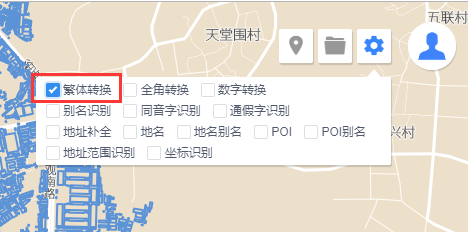 五联村
天堂围村
繁体转换 全角转换 数字转换
别名识别 同音字识别 通假字识别
地址补全 地名 地名别名 POI POI别名
兴村
地址范围识别 坐标识别
观南路